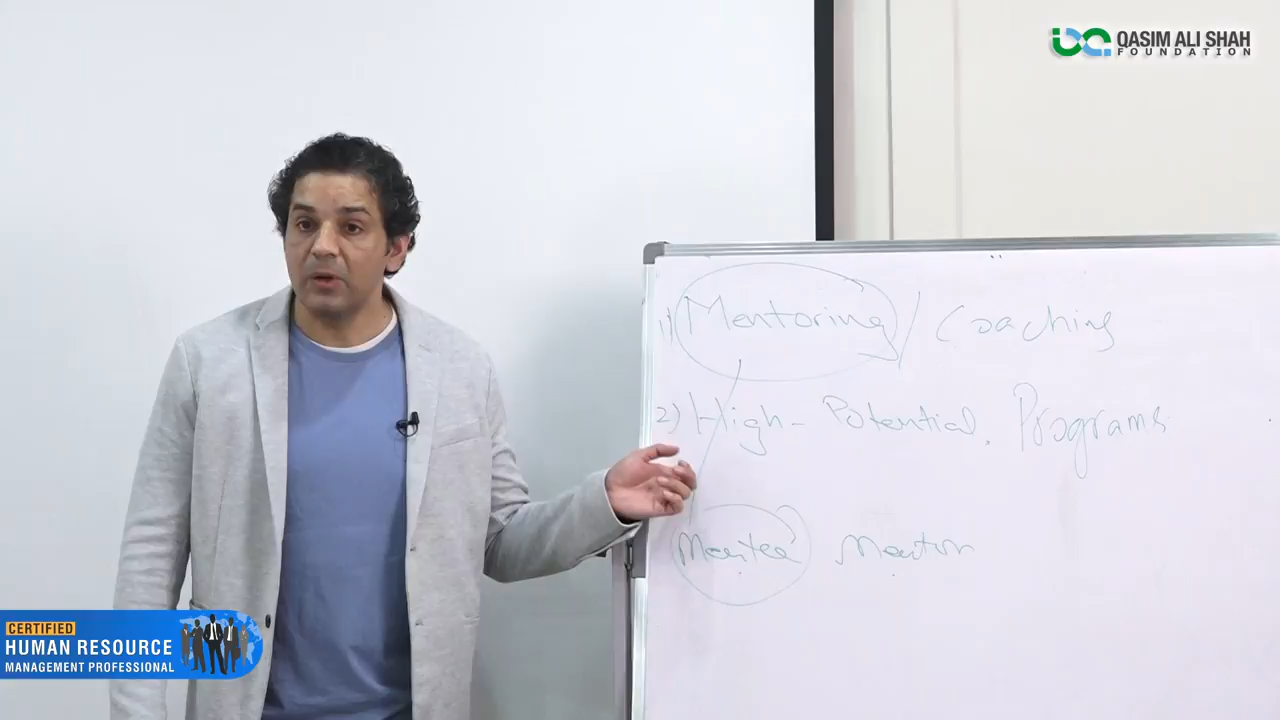 QASIM ALI SHAH
FOUNDATION
1) Mentoring / Coaching
2) High-Potential Programs
Mentee Mentor
CERTIFIED
HUMAN RESOURCE
MANAGEMENT PROFESSIONAL